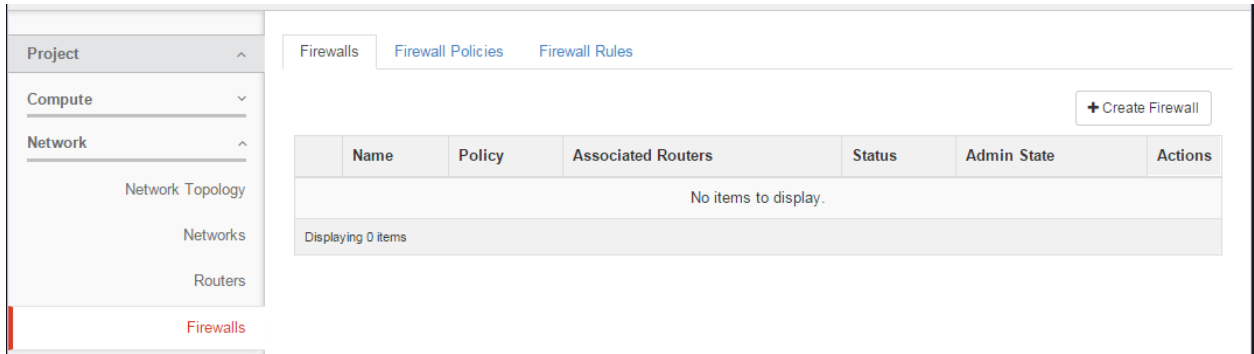 Project
Compute
Network
Network Topology
Networks
Routers
Firewalls
Firewalls Firewall Policies Firewall Rules
+ Create Firewall
Name Policy Associated Routers Status Admin State Actions
No items to display.
Displaying 0 items